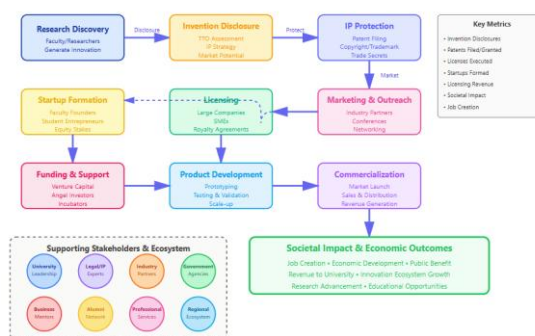 Research Discovery
Faculty/Researchers
Generate Innovation
Disclosure
Invention Disclosure
TTO Assessment
IP Strategy
Market Potential
Protect
IP Protection
Patent Filing
Copyright/Trademark
Trade Secrets
Key Metrics
• Invention Disclosures
• Patents Filed/Granted
• Licenses Executed
• Startups Formed
• Licensing Revenue
• Societal Impact
• Job Creation
Market
Startup Formation
Faculty Founders
Student Entrepreneurs
Equity Stakes
Licensing
Large Companies
SMEs
Royalty Agreements
Marketing & Outreach
Industry Partners
Conferences
Networking
Funding & Support
Venture Capital
Angel Investors
Incubators
Product Development
Prototyping
Testing & Validation
Scale-up
Commercialization
Market Launch
Sales & Distribution
Revenue Generation
Supporting Stakeholders & Ecosystem
University
Leadership
Legal/IP
Experts
Industry
Partners
Government
Agencies
Business
Mentors
Alumni
Network
Professional
Services
Regional
Ecosystem
Societal Impact & Economic Outcomes
Job Creation • Economic Development • Public Benefit
Revenue to University • Innovation Ecosystem Growth
Research Advancement • Educational Opportunities